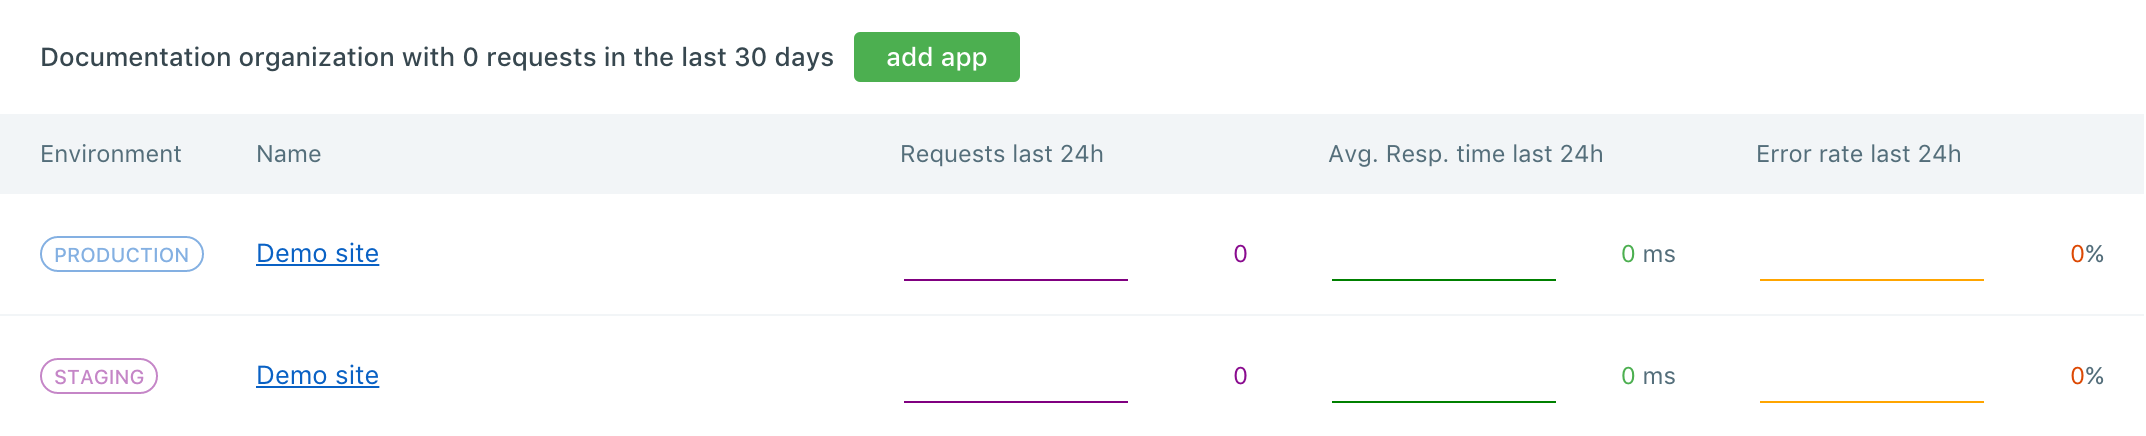 Documentation organization with 0 requests in the last 30 days add app
Environment Name Requests last 24h Avg. Resp. time last 24h Error rate last 24h
PRODUCTION Demo site 0 0 ms 0%
STAGING Demo site 0 0 ms 0%